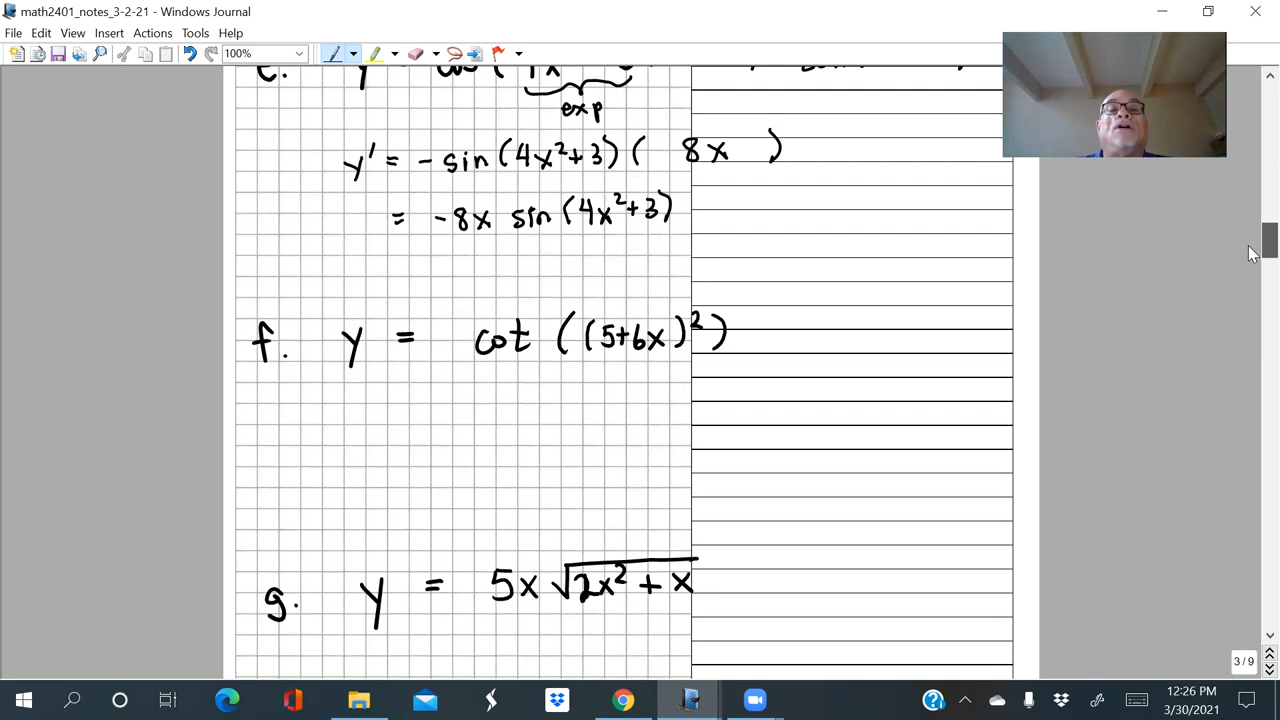 math2401_notes_3-2-21 - Windows Journal
File Edit View Insert Actions Tools Help
100%
exp
y' = -sin(4x²+3)( 8x )
= -8x sin(4x²+3)
f. y = cot((5+6x)²)
g. y = 5x √(2x² + x)
3 / 9
12:26 PM
3/30/2021